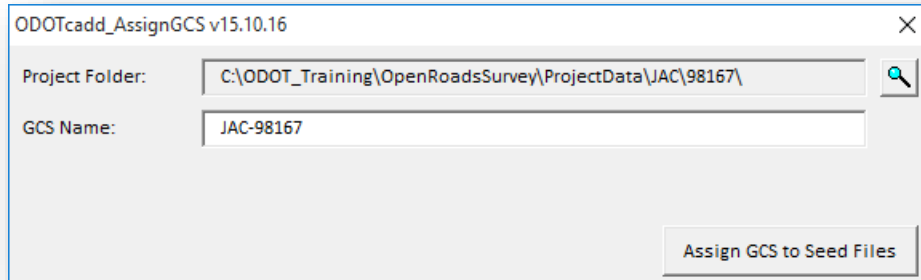 ODOTcadd_AssignGCS v15.10.16
Project Folder: C:\ODOT_Training\OpenRoadsSurvey\ProjectData\JAC\98167\
GCS Name: JAC-98167
Assign GCS to Seed Files